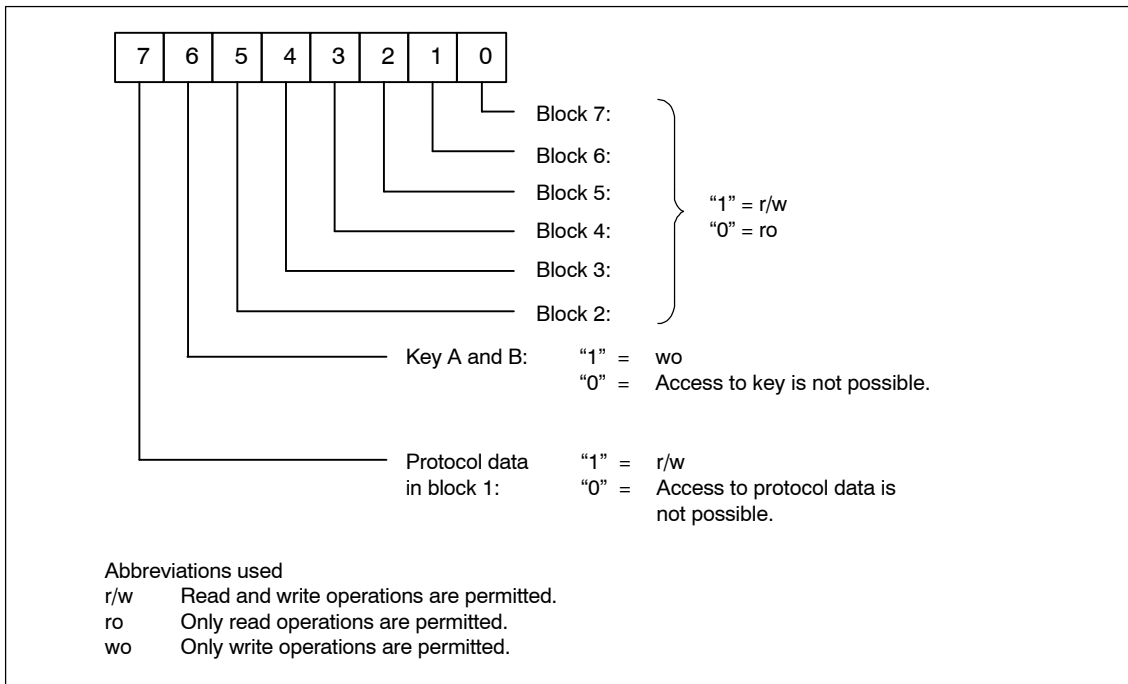 7 6 5 4 3 2 1 0
Block 7:
Block 6:
Block 5:
“1” = r/w
Block 4:
“0” = ro
Block 3:
Block 2:
Key A and B: “1” = wo
“0” = Access to key is not possible.
Protocol data “1” = r/w
in block 1: “0” = Access to protocol data is
not possible.
Abbreviations used
r/w Read and write operations are permitted.
ro Only read operations are permitted.
wo Only write operations are permitted.